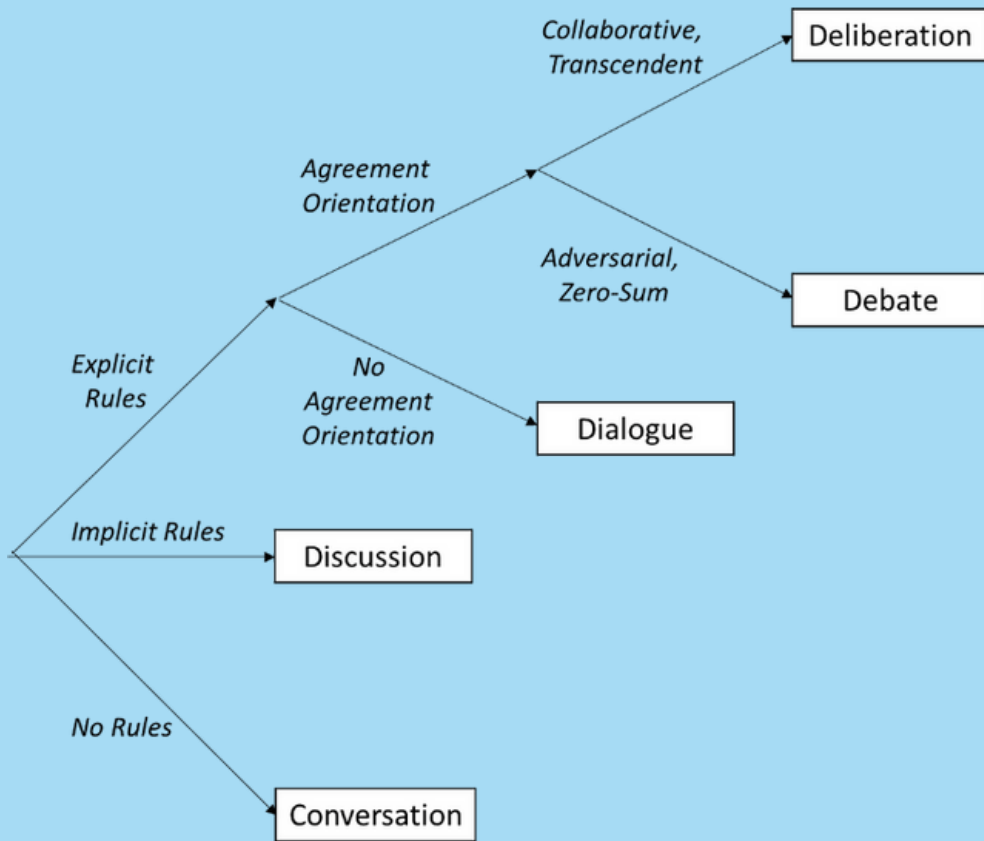 Collaborative,
Transcendent
Deliberation
Agreement
Orientation
Adversarial,
Zero-Sum
Debate
Explicit
Rules
No
Agreement
Orientation
Dialogue
Implicit Rules
Discussion
No Rules
Conversation